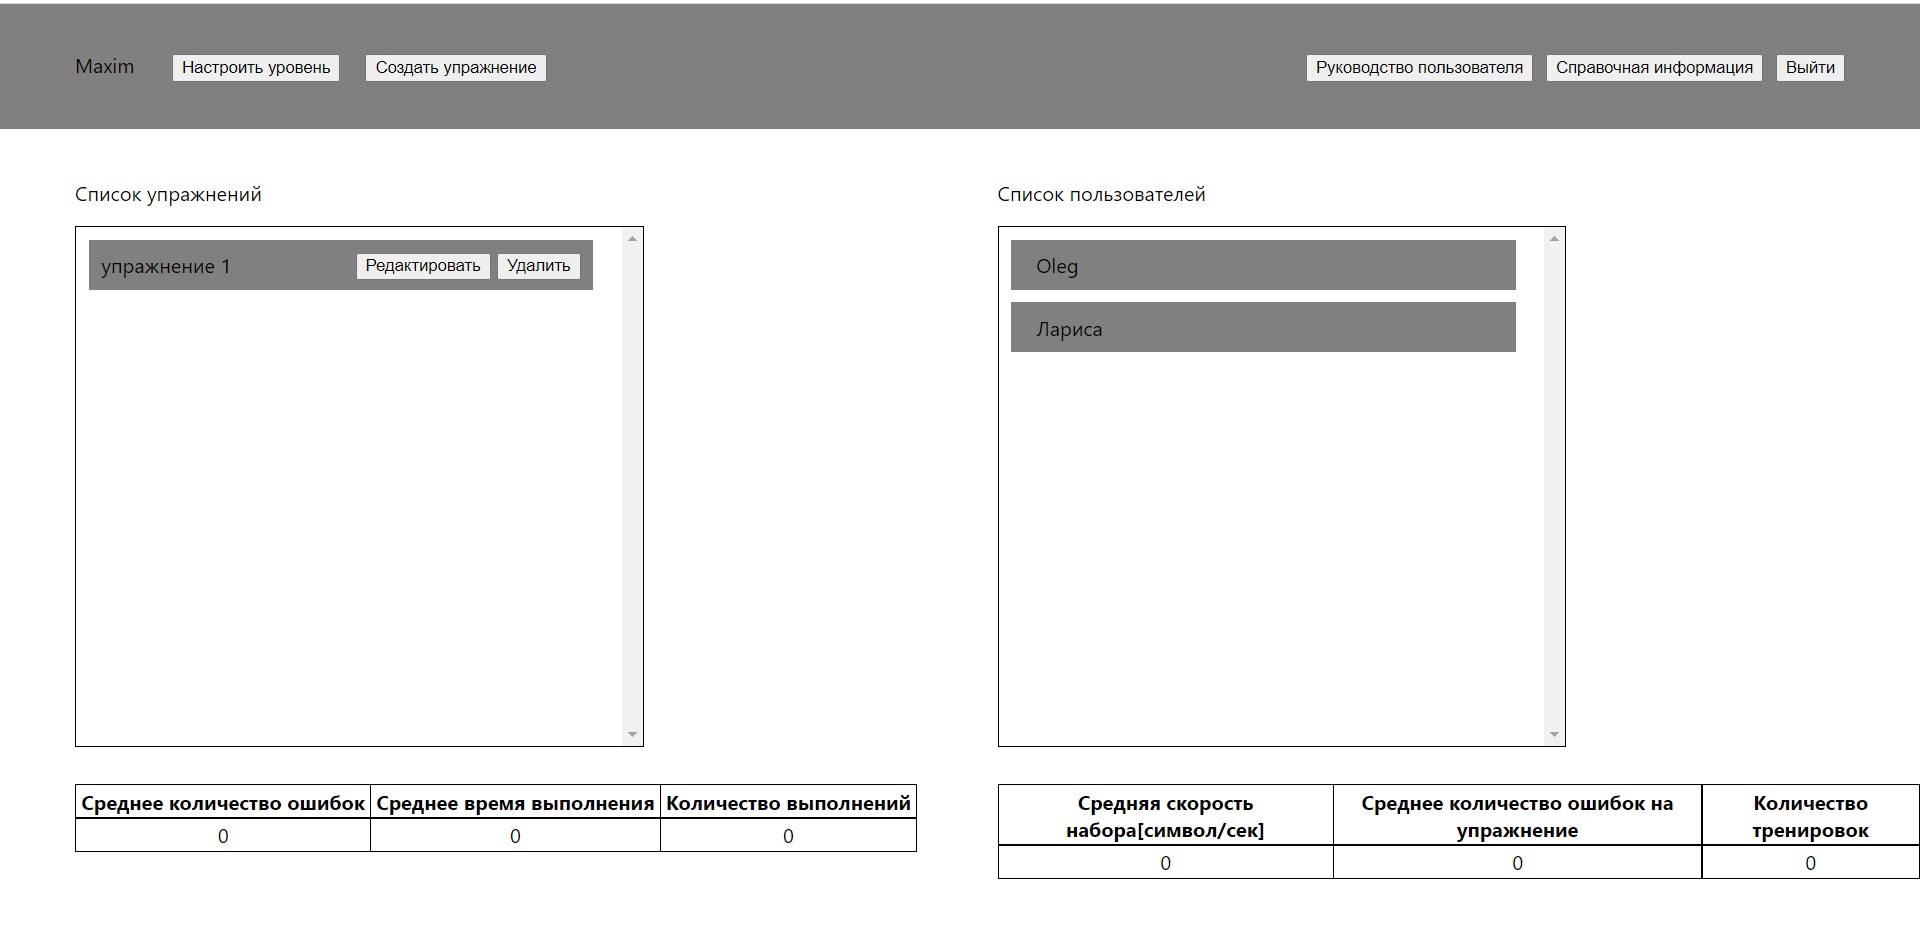 Maxim Настроить уровень Создать упражнение Руководство пользователя Справочная информация Выйти
Список упражнений
упражнение 1 Редактировать Удалить
Среднее количество ошибок Среднее время выполнения Количество выполнений
0 0 0
Список пользователей
Oleg
Лариса
Средняя скорость набора[символ/сек] Среднее количество ошибок на упражнение Количество тренировок
0 0 0